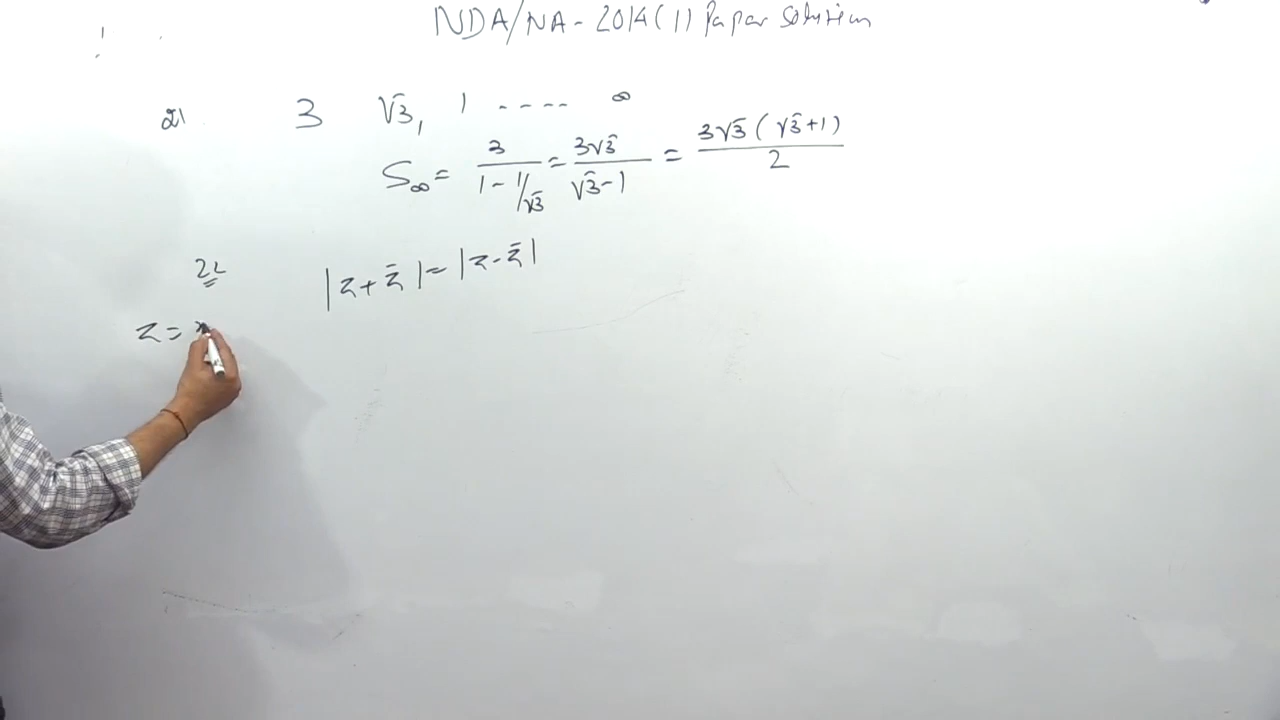 NDA/NA - 2014(1) Paper Solution
21 3 √3, 1 ---- ∞
S∞ = 3/(1 - 1/√3) = 3√3/(√3-1) = 3√3(√3+1)/2
22 |z + z̄| = |z - z̄|
z = x